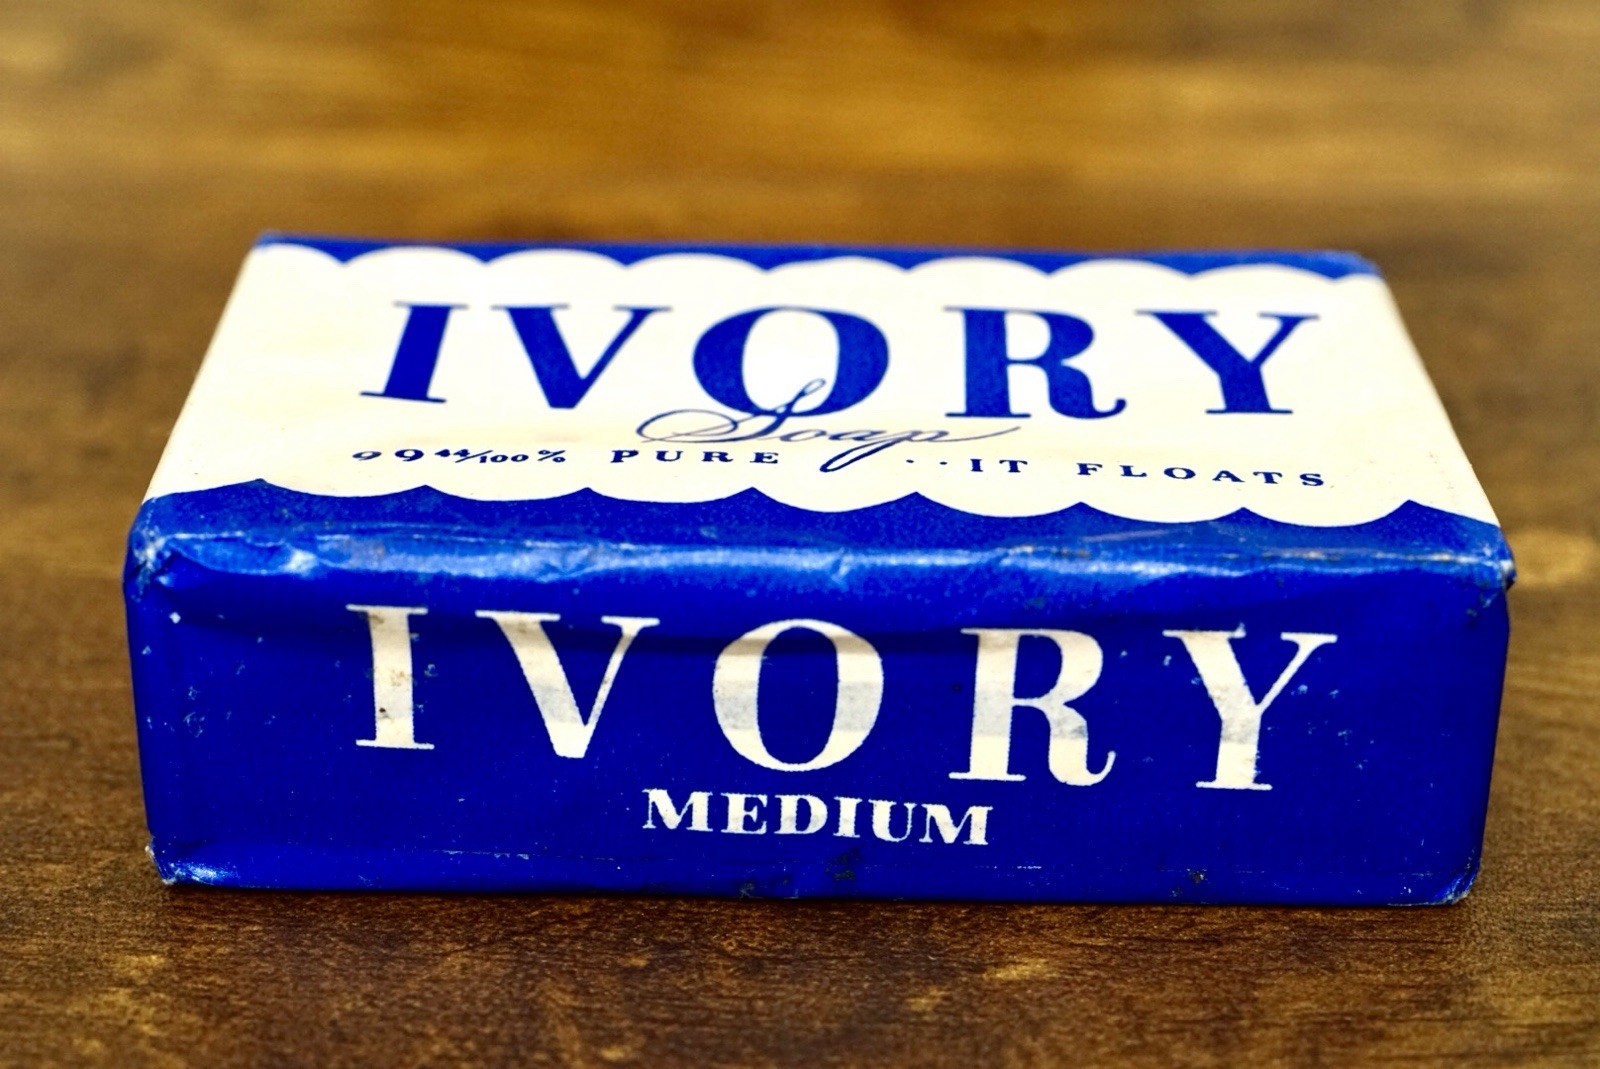 IVORY
Soap
99 44/100% PURE ..IT FLOATS
IVORY
MEDIUM